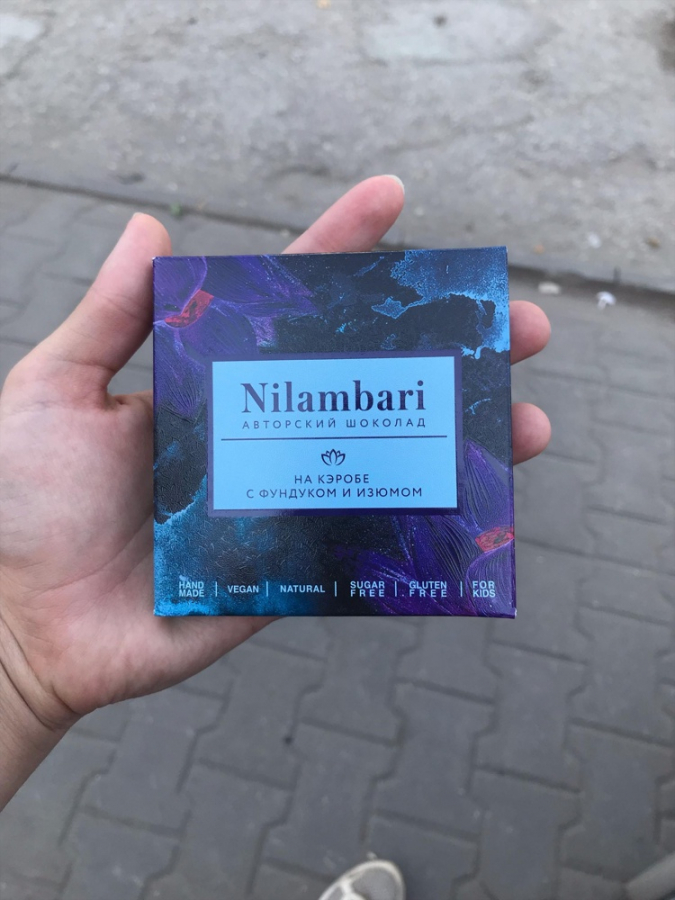 Nilambari
АВТОРСКИЙ ШОКОЛАД
НА КЭРОБЕ
С ФУНДУКОМ И ИЗЮМОМ
HAND MADE | VEGAN | NATURAL | SUGAR FREE | GLUTEN FREE | FOR KIDS